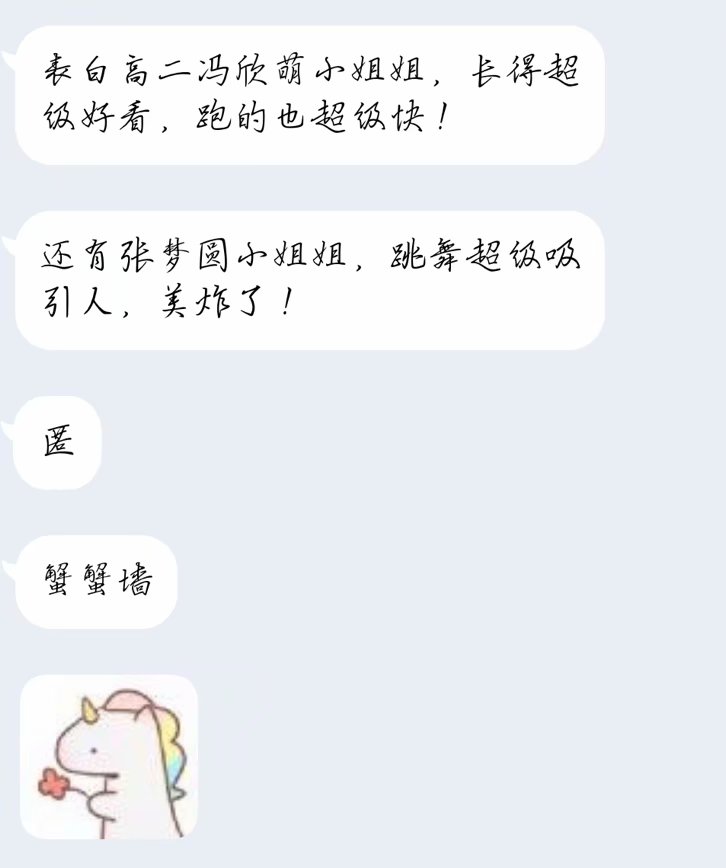 表白高二冯欣萌小姐姐，长得超
级好看，跑的也超级快！
还有张梦圆小姐姐，跳舞超级吸
引人，美炸了！
匿
蟹蟹墙